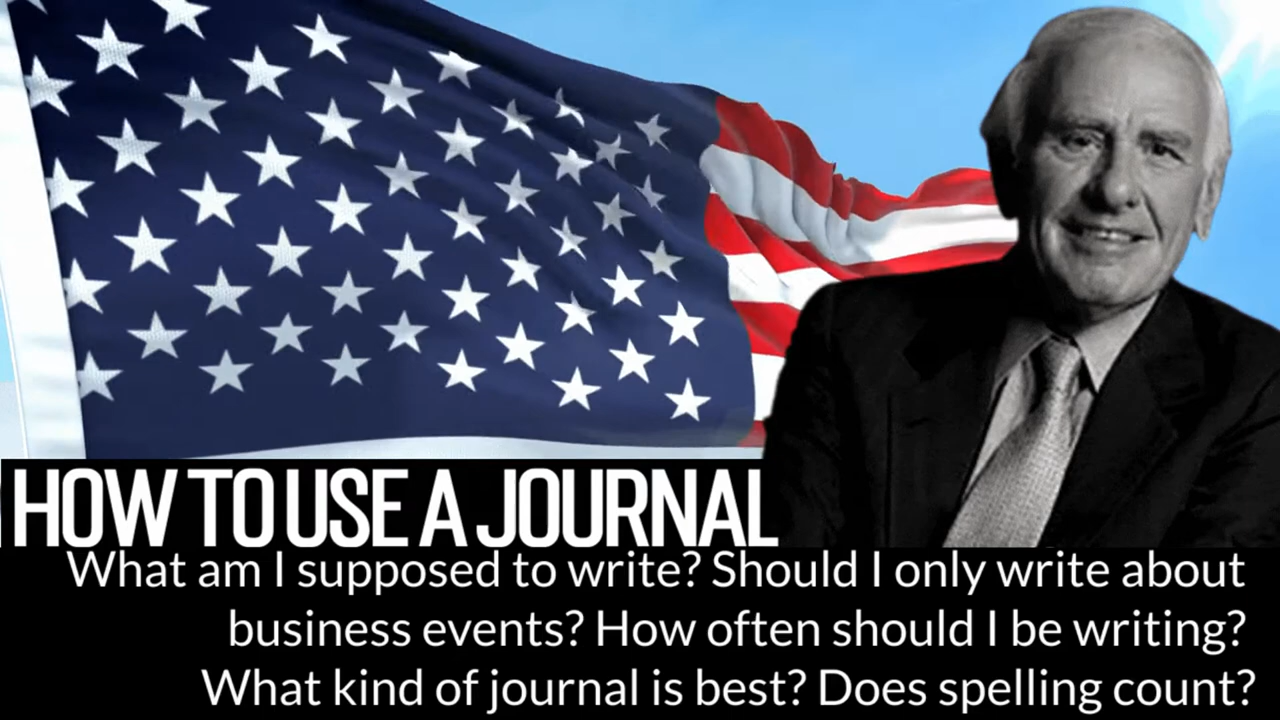 HOW TO USE A JOURNAL
What am I supposed to write? Should I only write about
business events? How often should I be writing?
What kind of journal is best? Does spelling count?